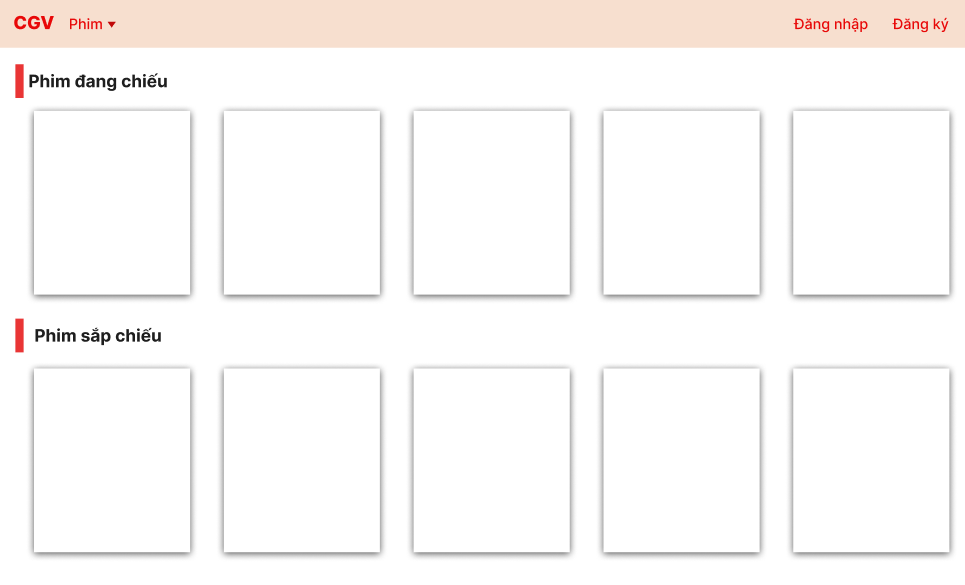 CGV Phim Đăng nhập Đăng ký
Phim đang chiếu
Phim sắp chiếu